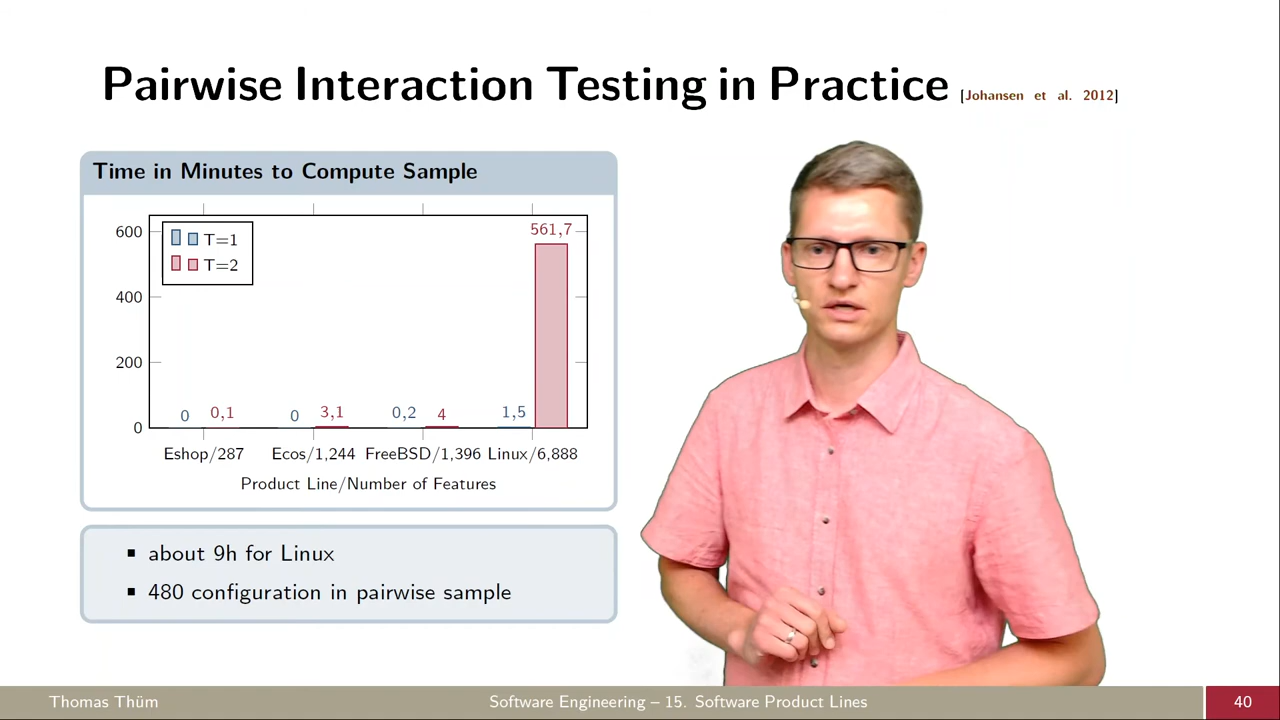 Pairwise Interaction Testing in Practice [Johansen et al. 2012]
Time in Minutes to Compute Sample
600
400
200
0
T=1
T=2
0
0,1
0
3,1
0,2
4
1,5
561,7
Eshop/287
Ecos/1,244
FreeBSD/1,396
Linux/6,888
Product Line/Number of Features
▪ about 9h for Linux
▪ 480 configuration in pairwise sample
Thomas Thüm
Software Engineering – 15. Software Product Lines
40